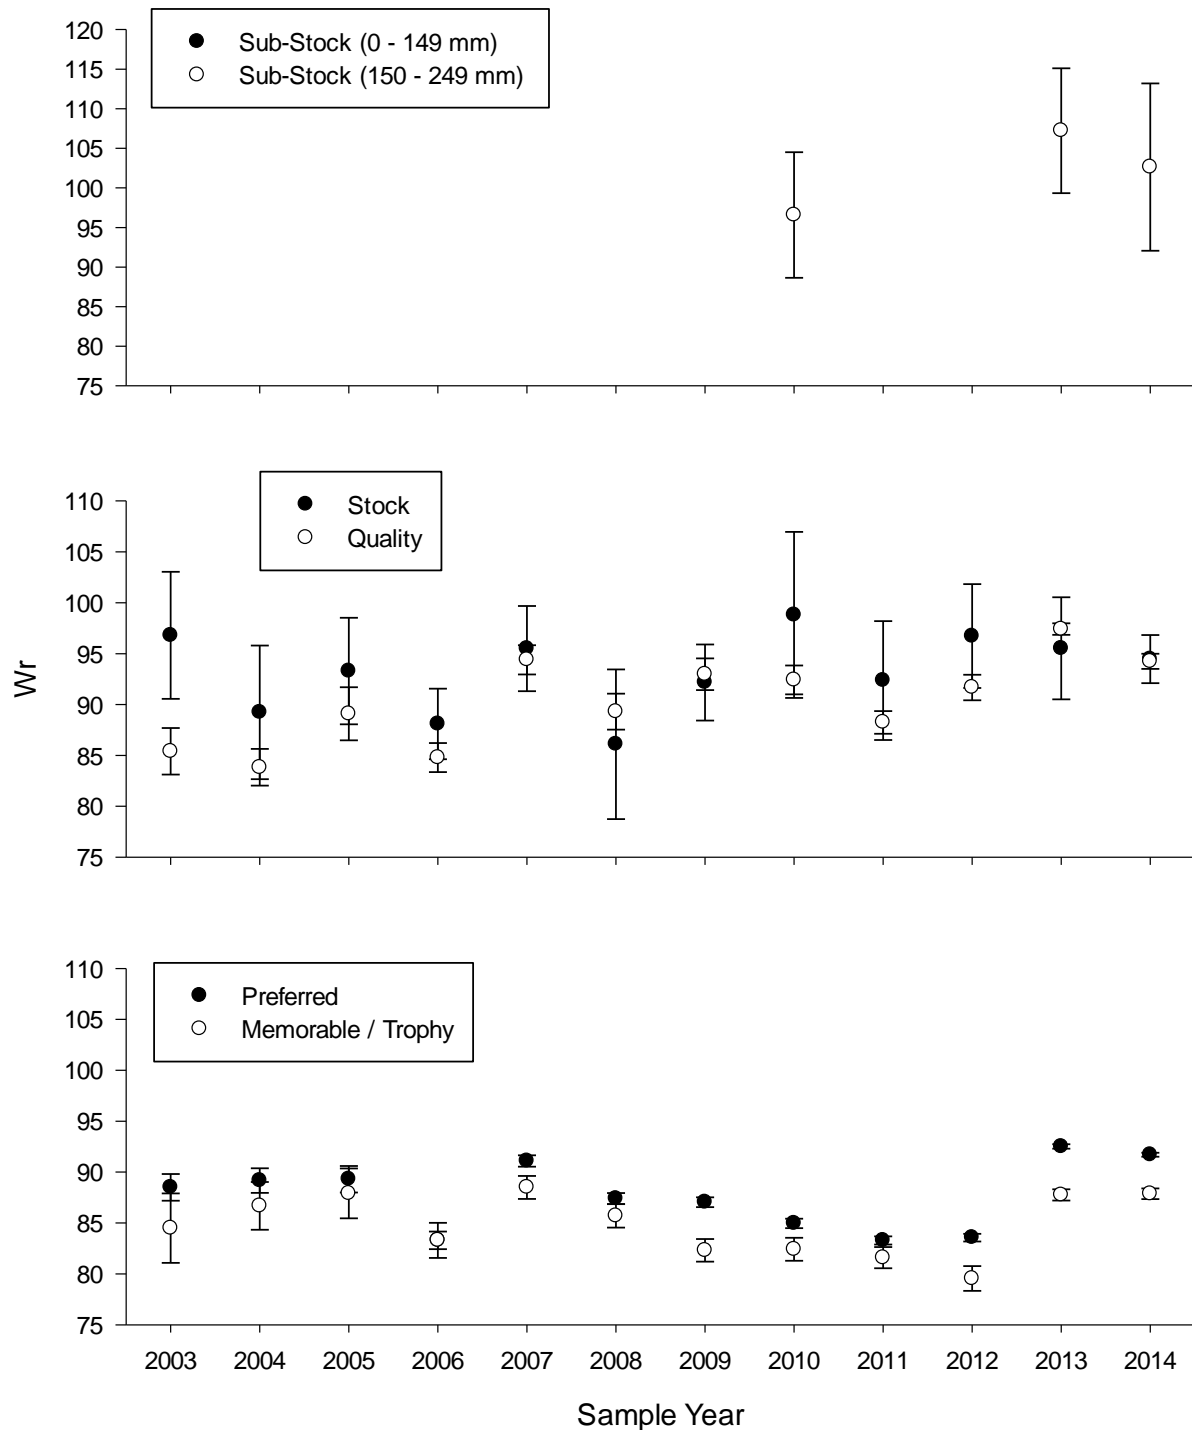 120
Sub-Stock (0 - 149 mm)
115
Sub-Stock (150 - 249 mm)
110
105
100
95
90
85
80
75
Stock
110
Quality
105
100
95
90
85
80
75
Wr
110
Preferred
105
Memorable / Trophy
100
95
90
85
80
75
2003 2004 2005 2006 2007 2008 2009 2010 2011 2012 2013 2014
Sample Year